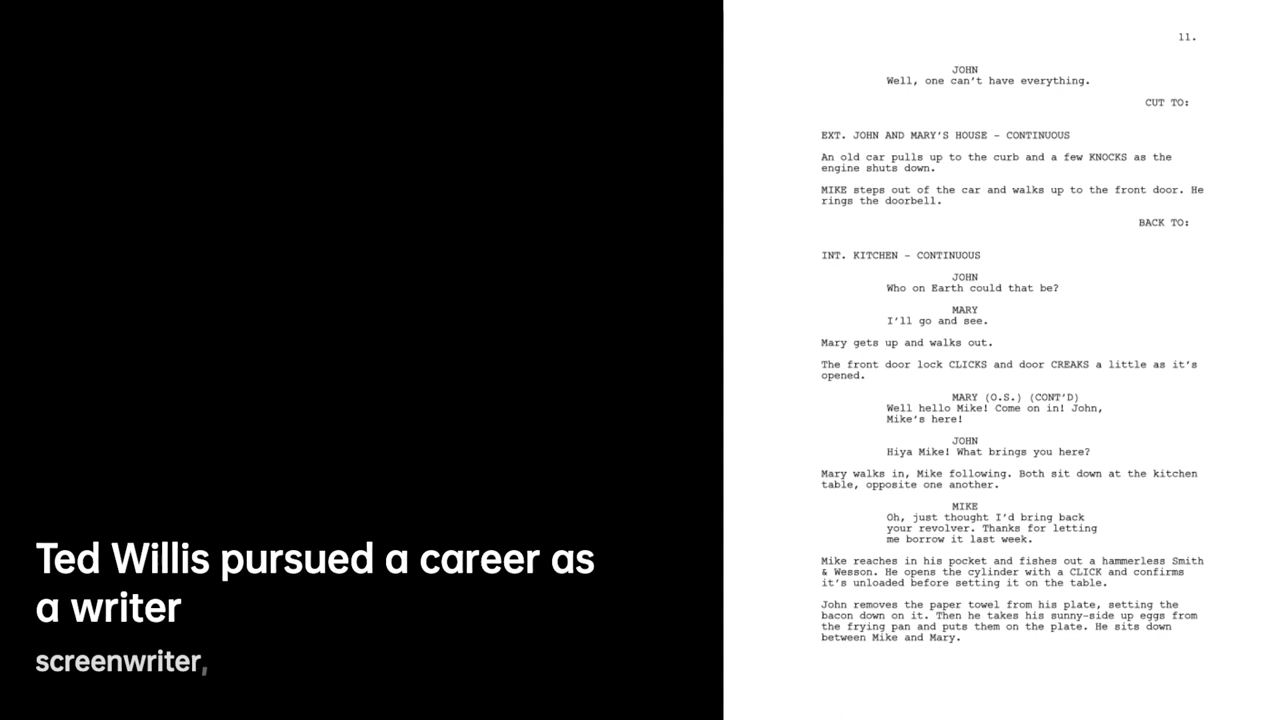 Ted Willis pursued a career as
a writer
screenwriter,
11.
JOHN
Well, one can't have everything.
CUT TO:
EXT. JOHN AND MARY'S HOUSE - CONTINUOUS
An old car pulls up to the curb and a few KNOCKS as the
engine shuts down.
MIKE steps out of the car and walks up to the front door. He
rings the doorbell.
BACK TO:
INT. KITCHEN - CONTINUOUS
JOHN
Who on Earth could that be?
MARY
I'll go and see.
Mary gets up and walks out.
The front door lock CLICKS and door CREAKS a little as it's
opened.
MARY (O.S.) (CONT'D)
Well hello Mike! Come on in! John,
Mike's here!
JOHN
Hiya Mike! What brings you here?
Mary walks in, Mike following. Both sit down at the kitchen
table, opposite one another.
MIKE
Oh, just thought I'd bring back
your revolver. Thanks for letting
me borrow it last week.
Mike reaches in his pocket and fishes out a hammerless Smith
& Wesson. He opens the cylinder with a CLICK and confirms
it's unloaded before setting it on the table.
John removes the paper towel from his plate, setting the
bacon down on it. Then he takes his sunny-side up eggs from
the frying pan and puts them on the plate. He sits down
between Mike and Mary.